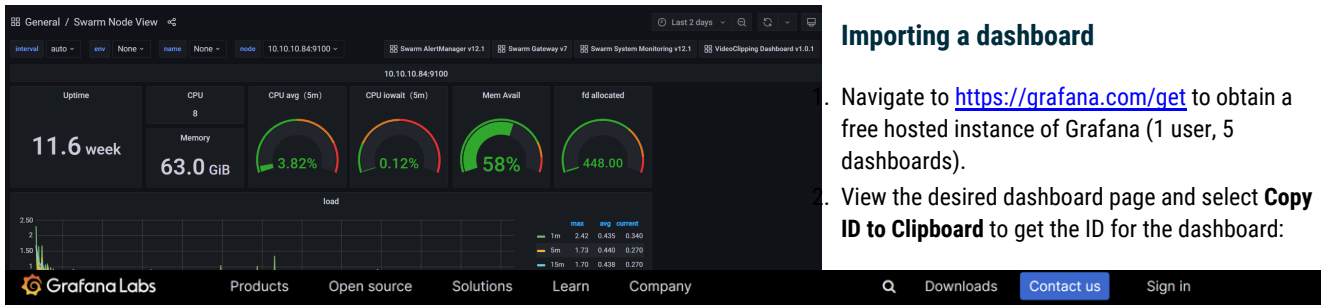 General / Swarm Node View
Last 2 days
interval auto env None name None node 10.10.10.84:9100
Swarm AlertManager v12.1 Swarm Gateway v7 Swarm System Monitoring v12.1 VideoClipping Dashboard v1.0.1
10.10.10.84:9100
Uptime
11.6 week
CPU
8
Memory
63.0 GiB
CPU avg (5m)
3.82%
CPU iowait (5m)
0.12%
Mem Avail
58%
fd allocated
448.00
load
2.50
2
1.50
1
max avg current
1m 2.42 0.435 0.340
5m 1.73 0.440 0.270
15m 1.70 0.438 0.270
Importing a dashboard
1. Navigate to https://grafana.com/get to obtain a
free hosted instance of Grafana (1 user, 5
dashboards).
2. View the desired dashboard page and select Copy
ID to Clipboard to get the ID for the dashboard:
Grafana Labs Products Open source Solutions Learn Company Downloads Contact us Sign in